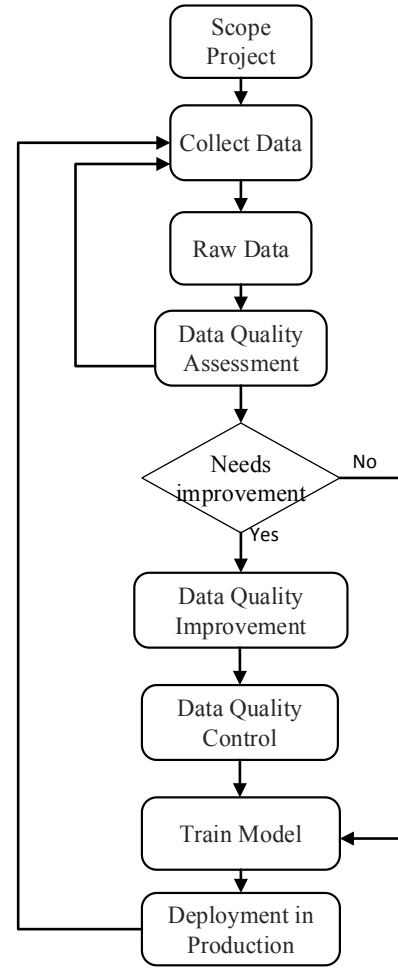 Scope
Project
Collect Data
Raw Data
Data Quality
Assessment
Needs
improvement
No
Yes
Data Quality
Improvement
Data Quality
Control
Train Model
Deployment in
Production